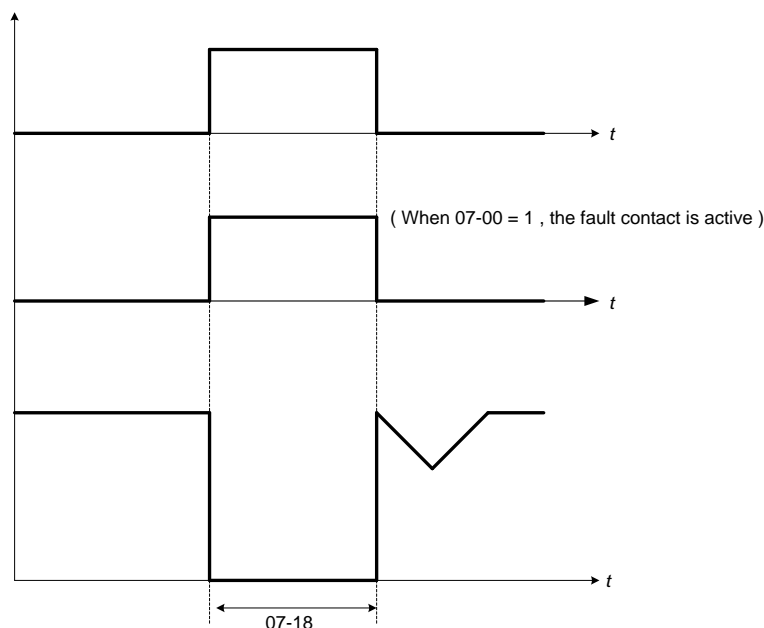 t
( When 07-00 = 1 , the fault contact is active )
t
t
07-18